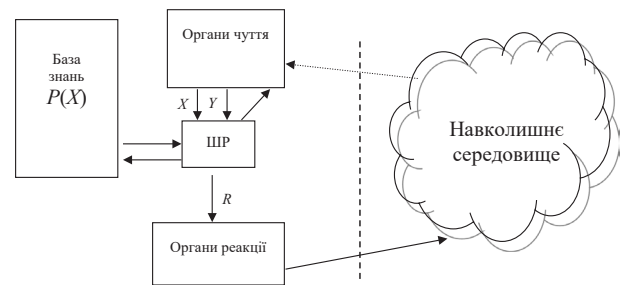 База
знань
P(X)
Органи чуття
X Y
ШР
R
Органи реакції
Навколишнє
середовище